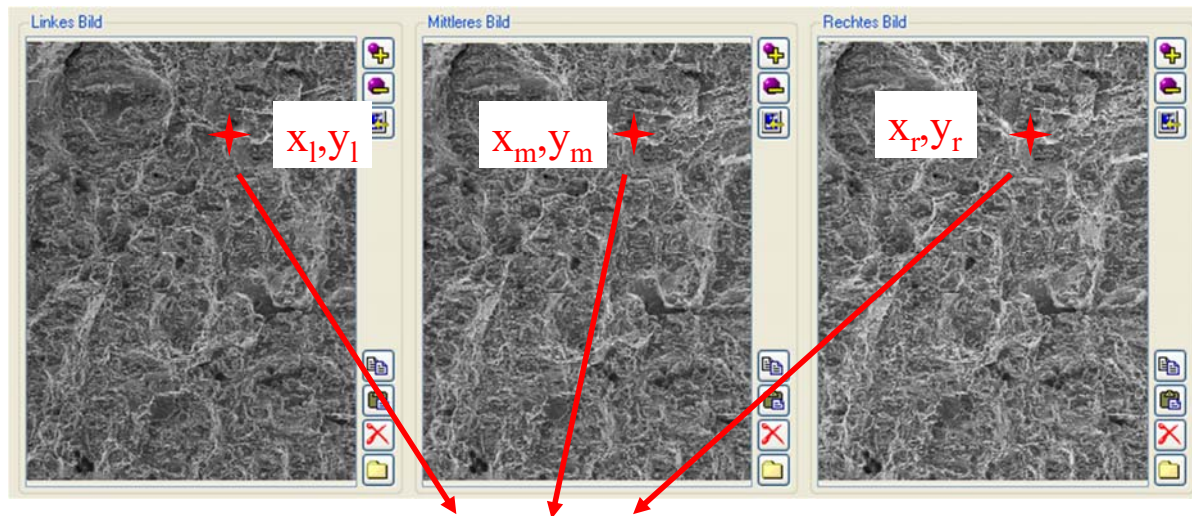 Linkes Bild
Mittleres Bild
Rechtes Bild
xₗ,yₗ
xₘ,yₘ
xᵣ,yᵣ